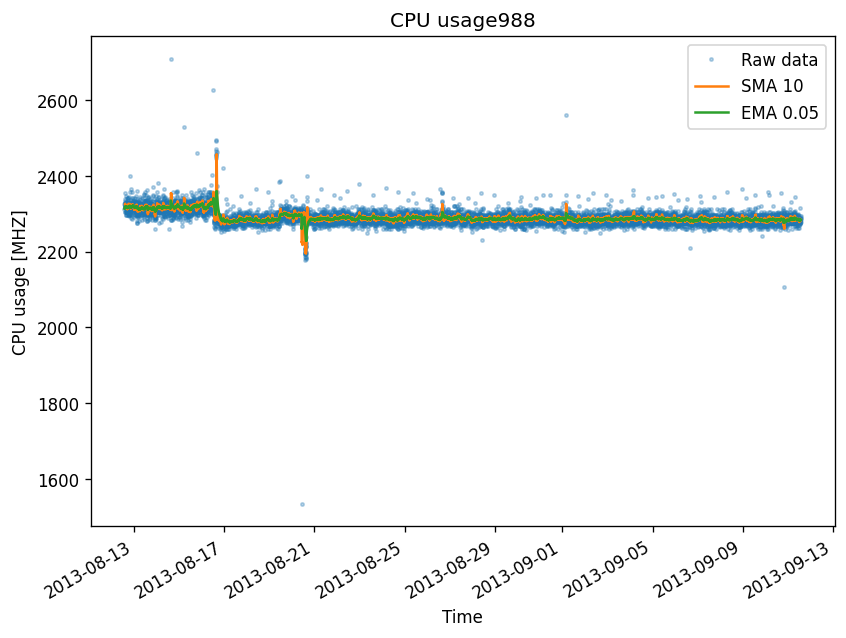 CPU usage988
Raw data
SMA 10
EMA 0.05
CPU usage [MHZ]
2600
2400
2200
2000
1800
1600
2013-08-13
2013-08-17
2013-08-21
2013-08-25
2013-08-29
2013-09-01
2013-09-05
2013-09-09
2013-09-13
Time